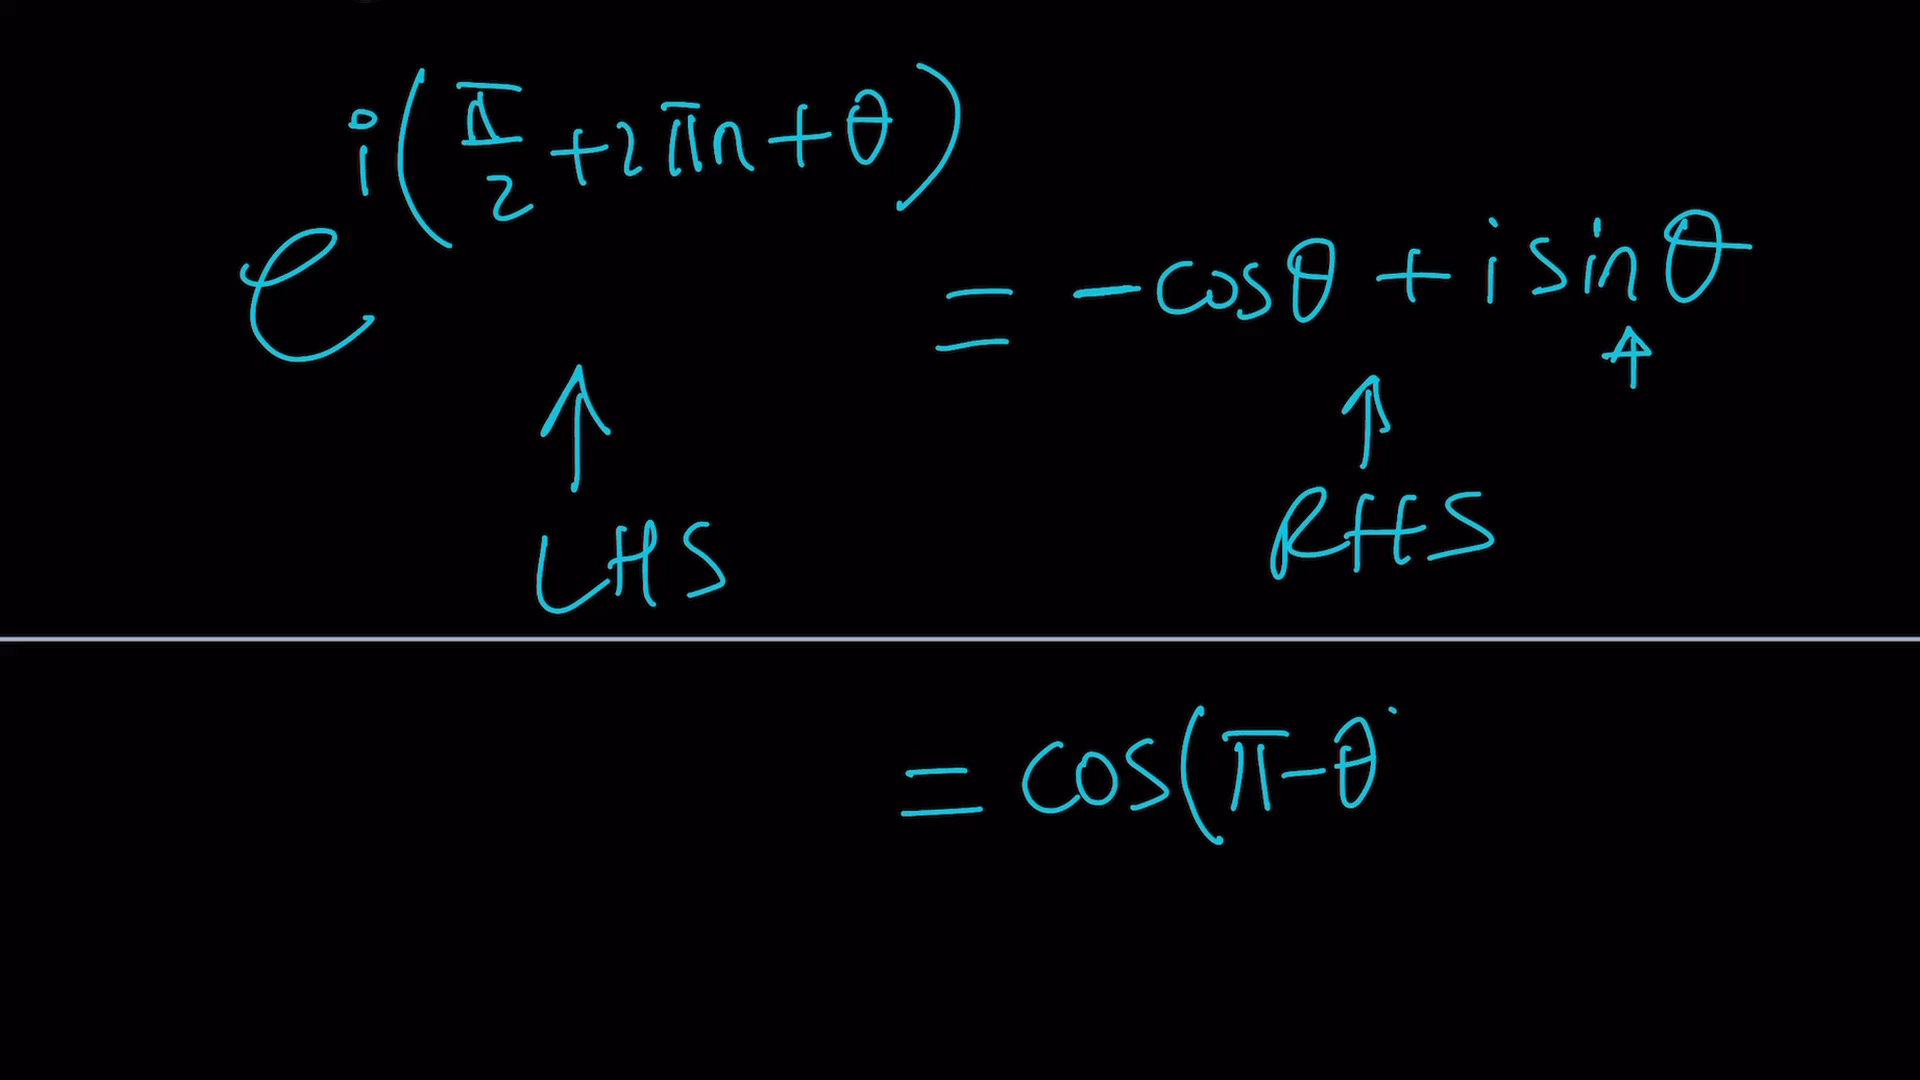 e^{i(π/2 + 2πn + θ)} = -cosθ + i sinθ
LHS RHS
= cos(π-θ